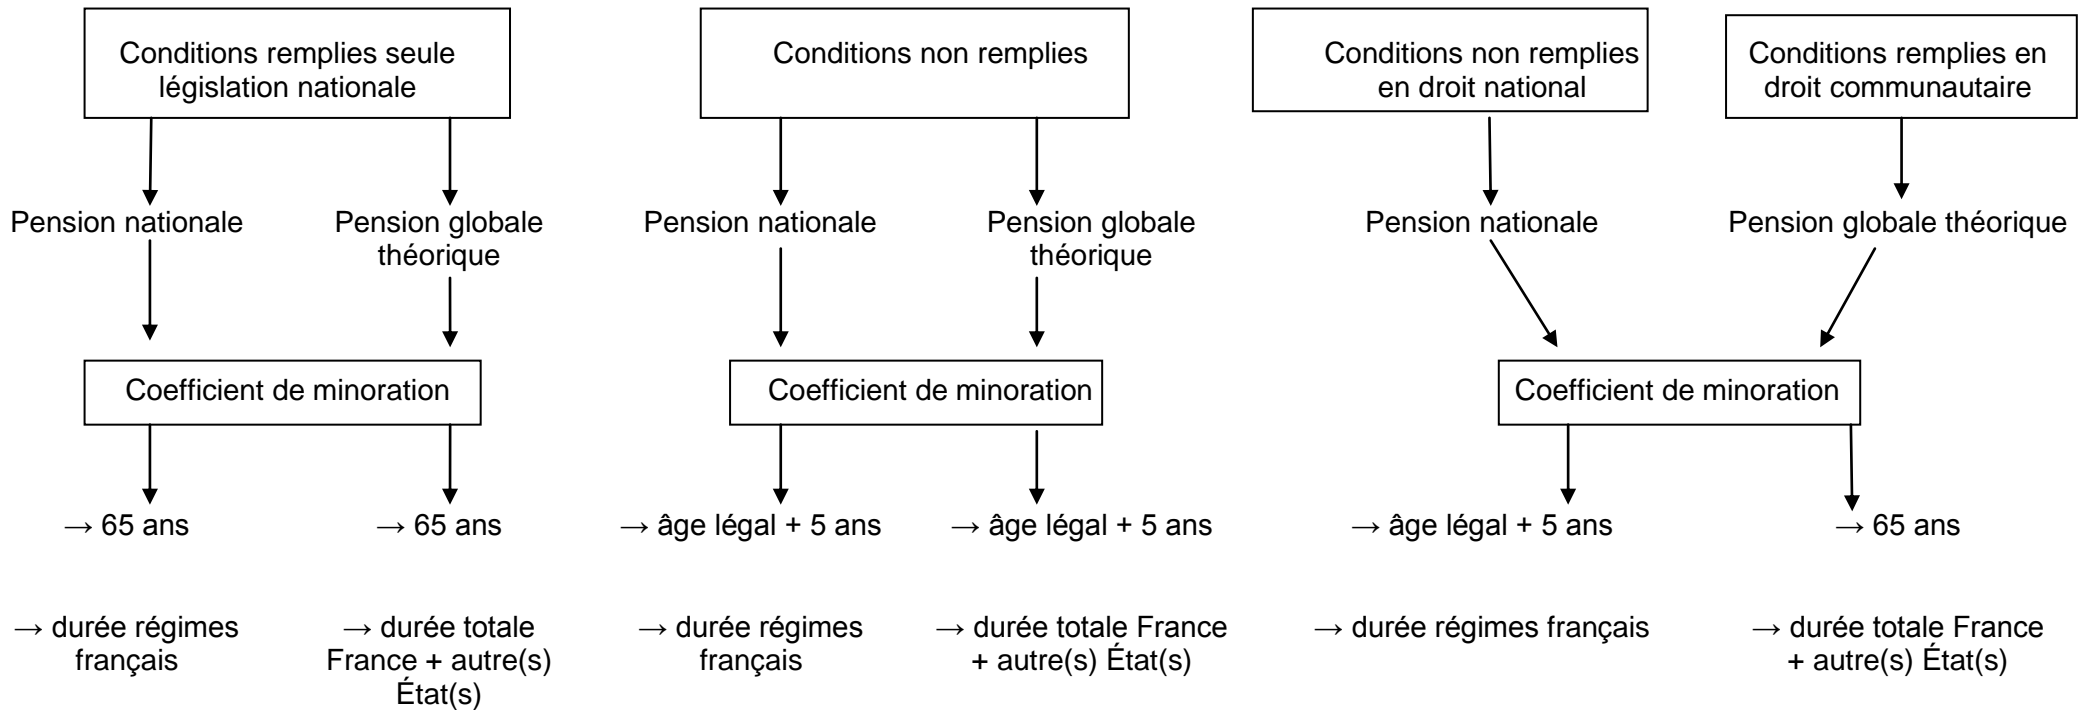 Conditions remplies seule
législation nationale
Pension nationale
Pension globale
théorique
Coefficient de minoration
→ 65 ans
→ 65 ans
→ durée régimes
français
→ durée totale
France + autre(s)
État(s)
Conditions non remplies
Pension nationale
Pension globale
théorique
Coefficient de minoration
→ âge légal + 5 ans
→ âge légal + 5 ans
→ durée régimes
français
→ durée totale France
+ autre(s) État(s)
Conditions non remplies
en droit national
Conditions remplies en
droit communautaire
Pension nationale
Pension globale théorique
Coefficient de minoration
→ âge légal + 5 ans
→ 65 ans
→ durée régimes français
→ durée totale France
+ autre(s) État(s)